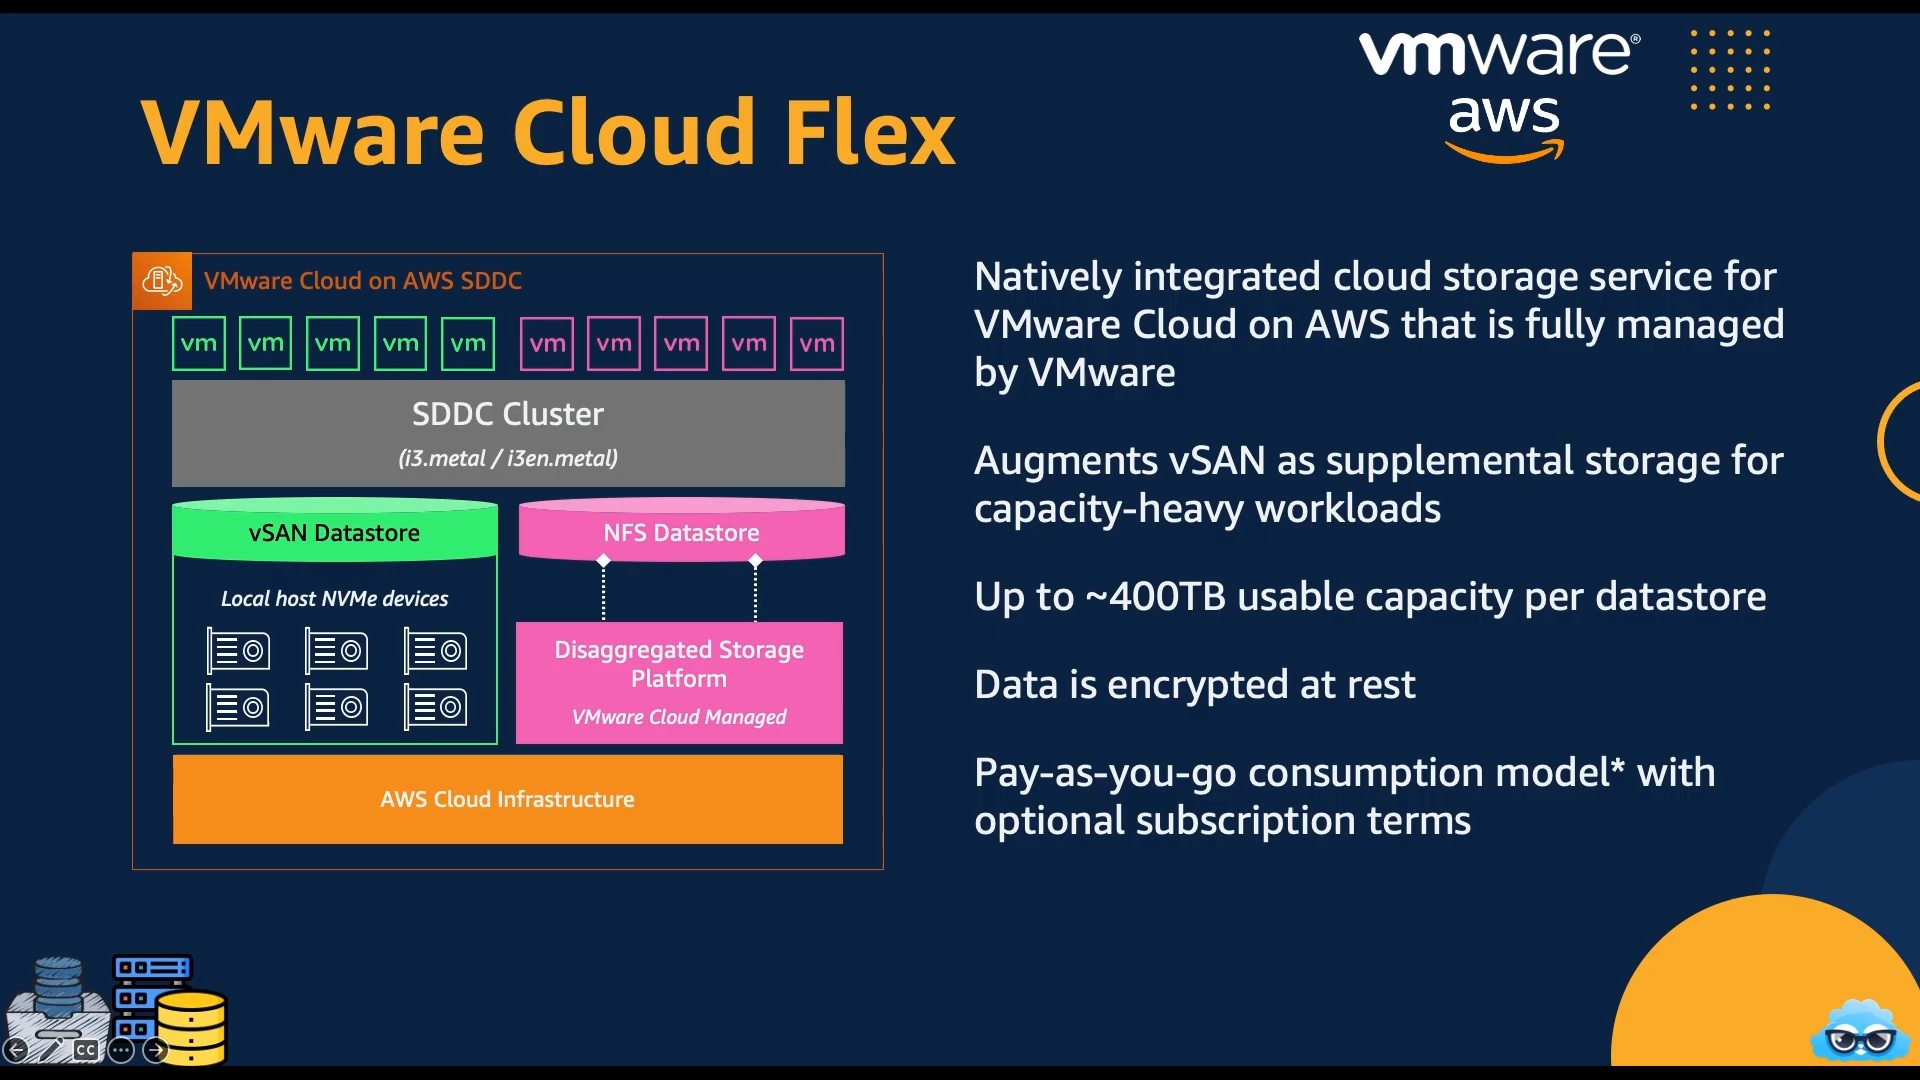 vmware®
aws
VMware Cloud Flex
VMware Cloud on AWS SDDC
vm vm vm vm vm vm vm vm vm vm
SDDC Cluster
(i3.metal / i3en.metal)
vSAN Datastore
NFS Datastore
Local host NVMe devices
Disaggregated Storage
Platform
VMware Cloud Managed
AWS Cloud Infrastructure
Natively integrated cloud storage service for
VMware Cloud on AWS that is fully managed
by VMware
Augments vSAN as supplemental storage for
capacity-heavy workloads
Up to ~400TB usable capacity per datastore
Data is encrypted at rest
Pay-as-you-go consumption model* with
optional subscription terms
CC